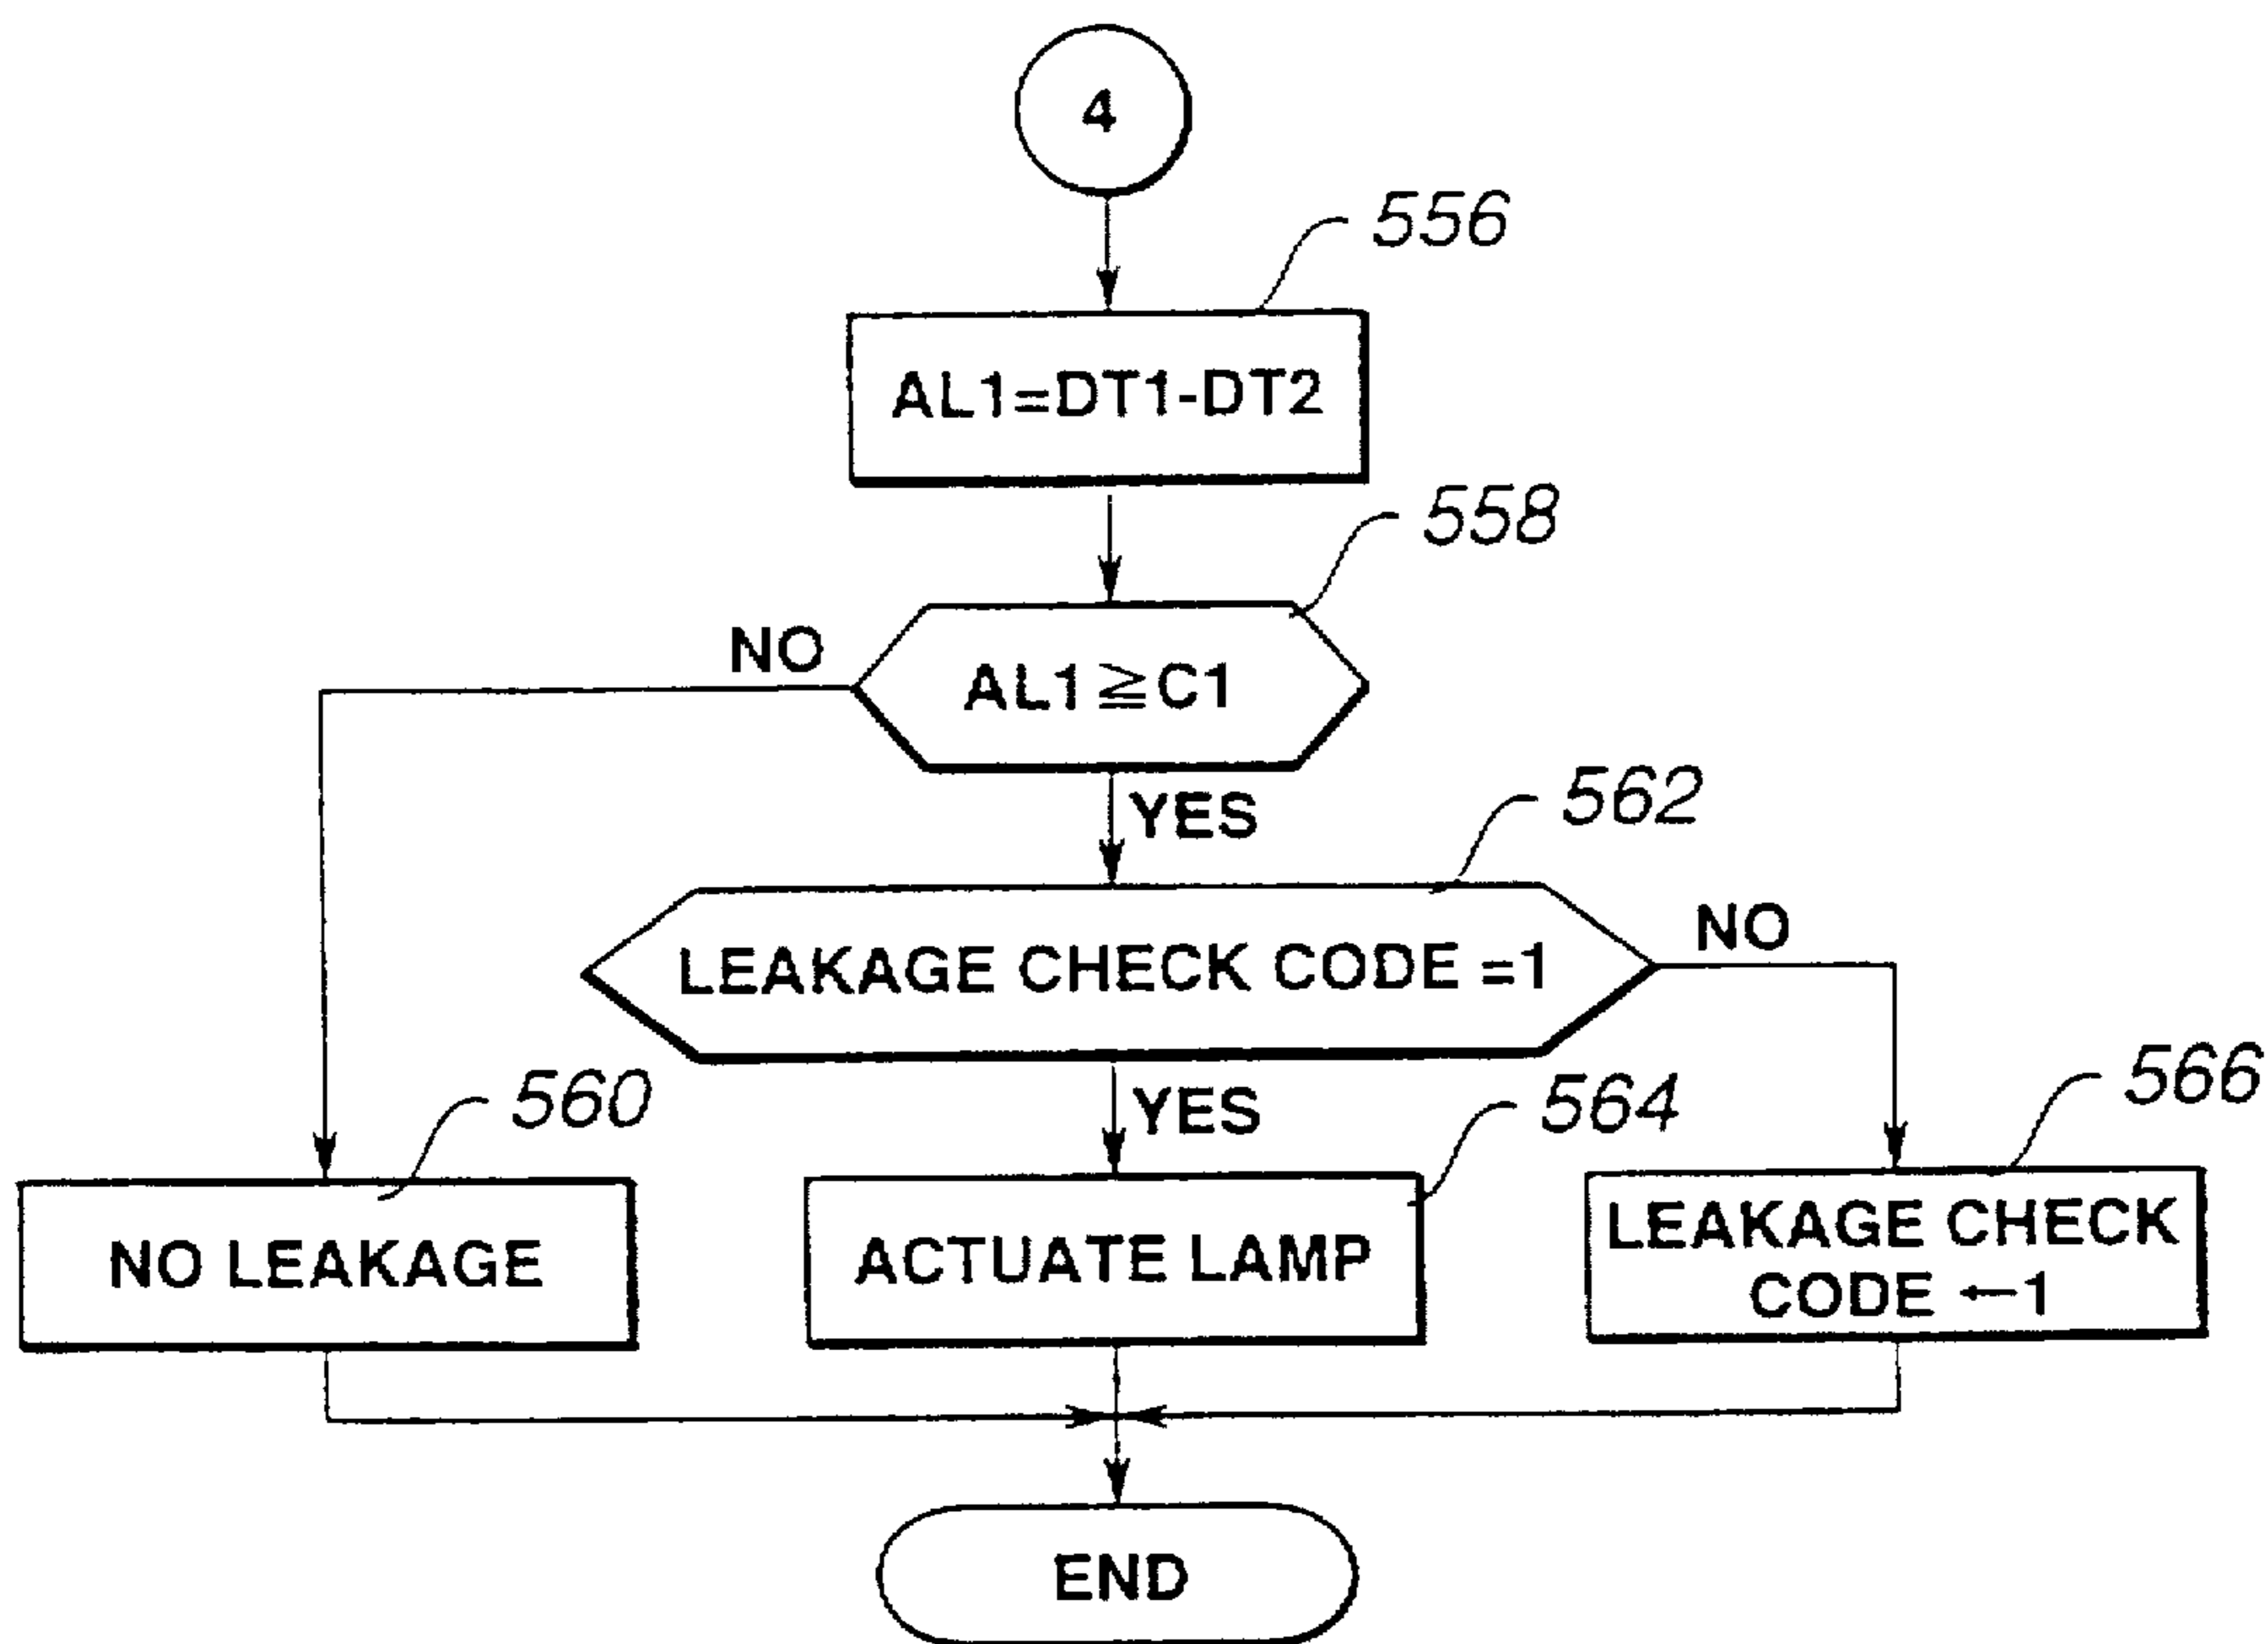 4
556
AL1=DT1-DT2
558
NO
AL1≧C1
YES
562
LEAKAGE CHECK CODE =1
NO
560
YES
564
566
NO LEAKAGE
ACTUATE LAMP
LEAKAGE CHECK
CODE ←1
END